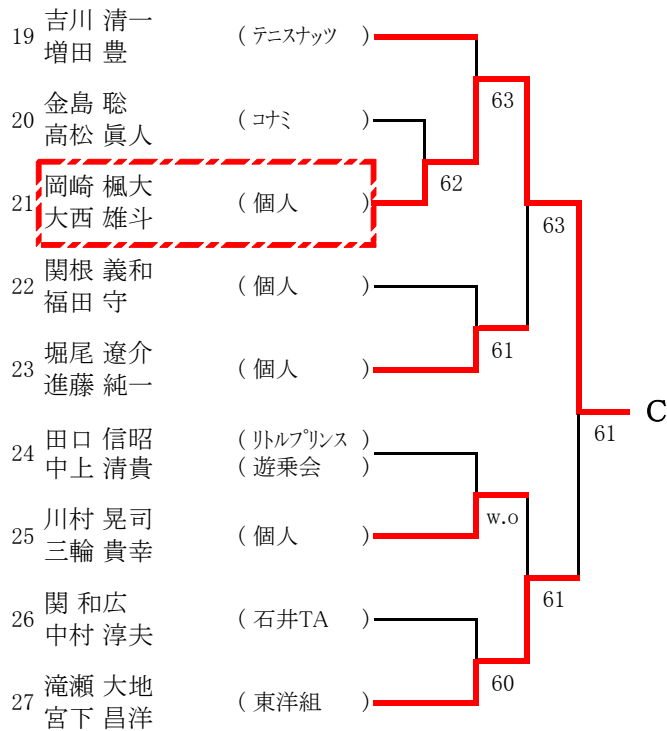 19 吉川 清一 ( テニスナッツ )
増田 豊
63
20 金島 聡 ( コナミ )
高松 眞人
62
21 岡崎 楓大 ( 個人 )
大西 雄斗
63
22 関根 義和 ( 個人 )
福田 守
61
23 堀尾 遼介 ( 個人 )
進藤 純一
C
61
24 田口 信昭 ( リトルプリンス )
中上 清貴 ( 遊乗会 )
w.o
25 川村 晃司 ( 個人 )
三輪 貴幸
61
26 関 和広 ( 石井TA )
中村 淳夫
60
27 滝瀬 大地 ( 東洋組 )
宮下 昌洋